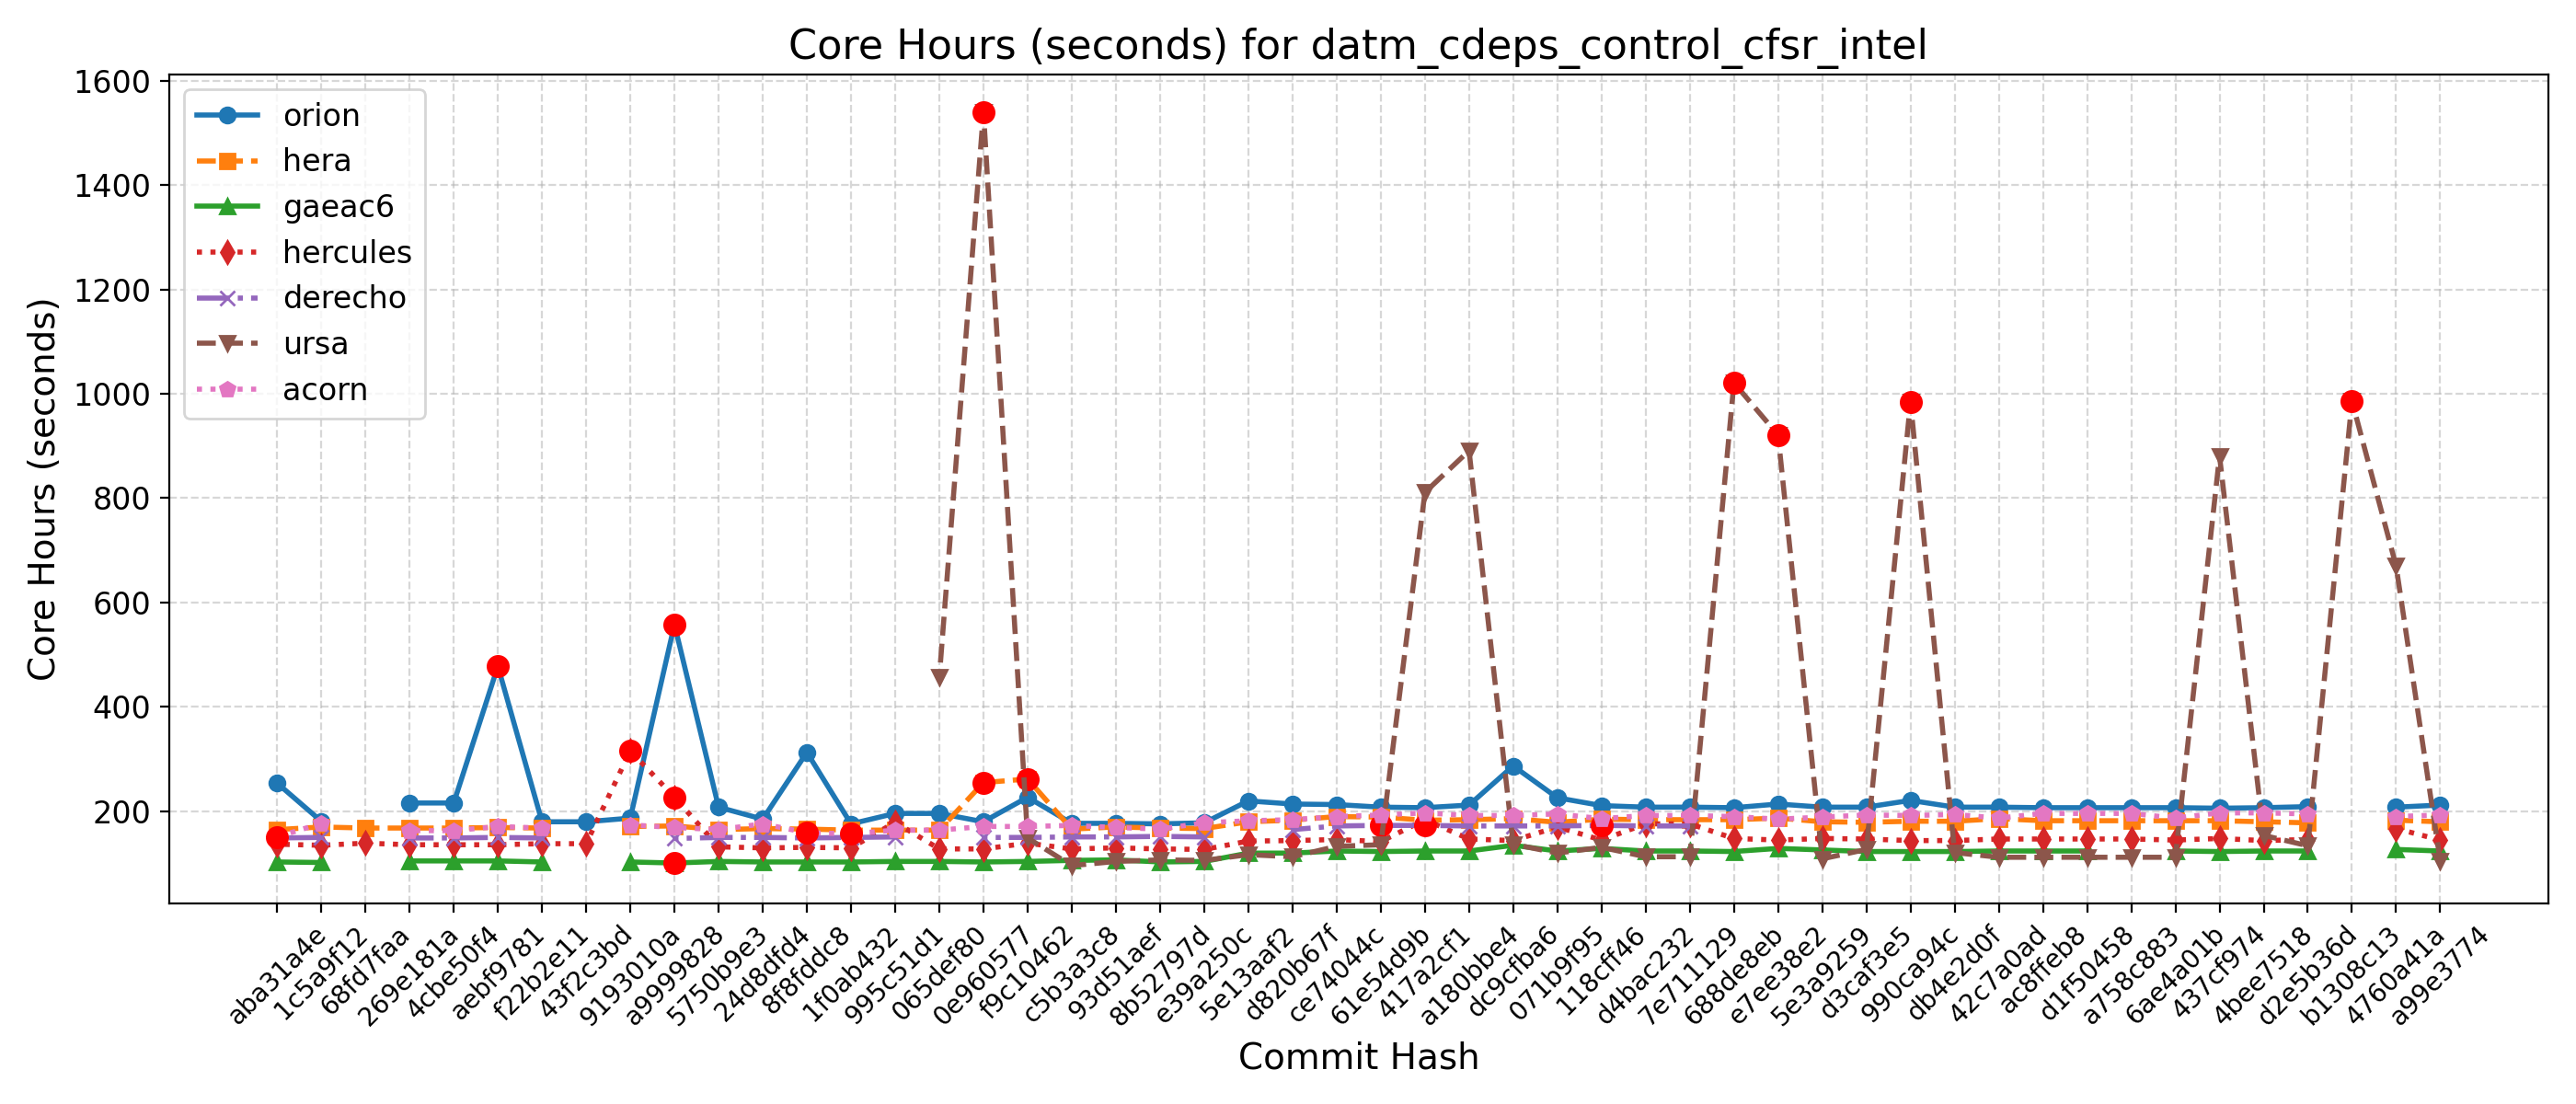 Core Hours (seconds) for datm_cdeps_control_cfsr_intel
Core Hours (seconds)
1600
1400
1200
1000
800
600
400
200
orion
hera
gaeac6
hercules
derecho
ursa
acorn
aba31a4e
1c5a9f12
68fd7faa
269e181a
4cbe50f4
aebf9781
f22b2e11
43f2c3bd
9193010a
a9999828
5750b9e3
24d8dfd4
8f8fddc8
1f0ab432
995c51d1
065def80
0e960577
f9c10462
c5b3a3c8
93d51aef
8b52797d
e39a250c
5e13aaf2
d820b67f
ce74044c
61e54d9b
417a2cf1
a180bbe4
dc9cfba6
071b9f95
118cff46
d4bac232
7e711129
688de8eb
e7ee38e2
5e3a9259
d3caf3e5
990ca94c
db4e2d0f
42c7a0ad
ac8ffeb8
d1f50458
a758c883
6ae4a01b
437cf974
4bee7518
d2e5b36d
b1308c13
4760a41a
a99e3774
Commit Hash